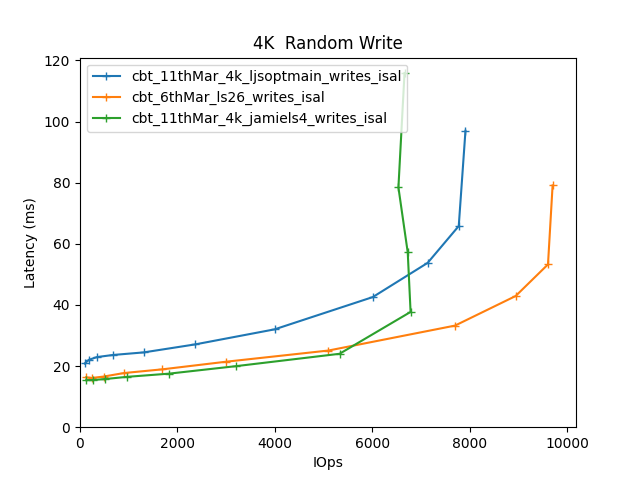 4K  Random Write
cbt_11thMar_4k_ljsoptmain_writes_isal
cbt_6thMar_ls26_writes_isal
cbt_11thMar_4k_jamiels4_writes_isal
Latency (ms)
120
100
80
60
40
20
0
0 2000 4000 6000 8000 10000
IOps